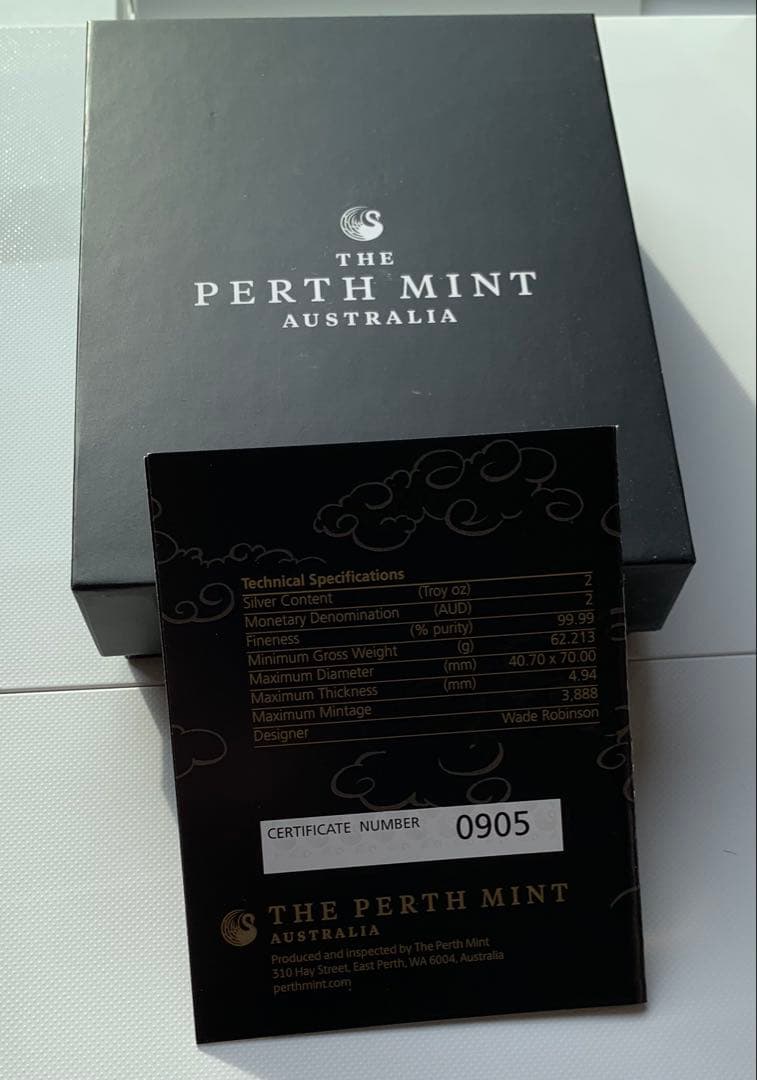 THE
PERTH MINT
AUSTRALIA
Technical Specifications
Silver Content (Troy oz) 2
Monetary Denomination (AUD) 2
Fineness (% purity) 99.99
Minimum Gross Weight (g) 62.213
Maximum Diameter (mm) 40.70 x 70.00
Maximum Thickness (mm) 4.94
Maximum Mintage 3,888
Designer Wade Robinson
CERTIFICATE NUMBER 0905
THE PERTH MINT
AUSTRALIA
Produced and inspected by The Perth Mint
310 Hay Street, East Perth, WA 6004, Australia
perthmint.com